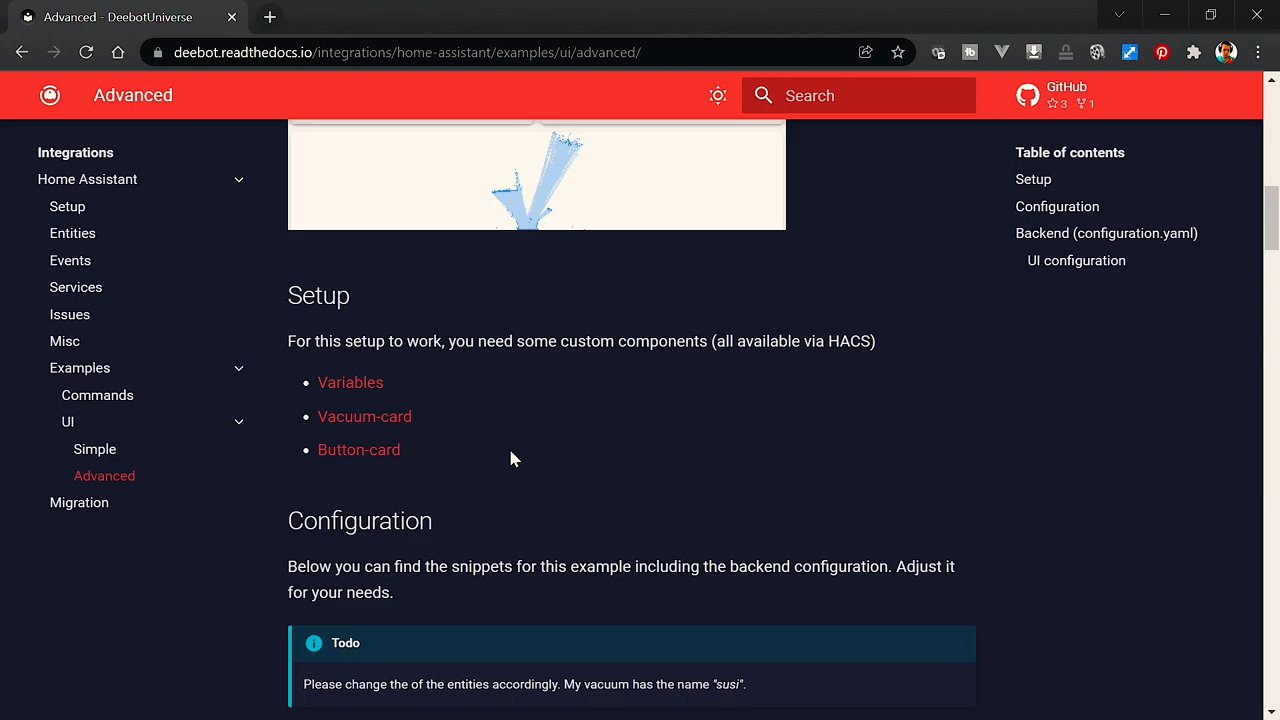 Advanced - DeebotUniverse
deebot.readthedocs.io/integrations/home-assistant/examples/ui/advanced/
Advanced
Search
GitHub
3 1
Integrations
Home Assistant
Setup
Entities
Events
Services
Issues
Misc
Examples
Commands
UI
Simple
Advanced
Migration
Setup
For this setup to work, you need some custom components (all available via HACS)
Variables
Vacuum-card
Button-card
Configuration
Below you can find the snippets for this example including the backend configuration. Adjust it
for your needs.
Todo
Please change the of the entities accordingly. My vacuum has the name "susi".
Table of contents
Setup
Configuration
Backend (configuration.yaml)
UI configuration